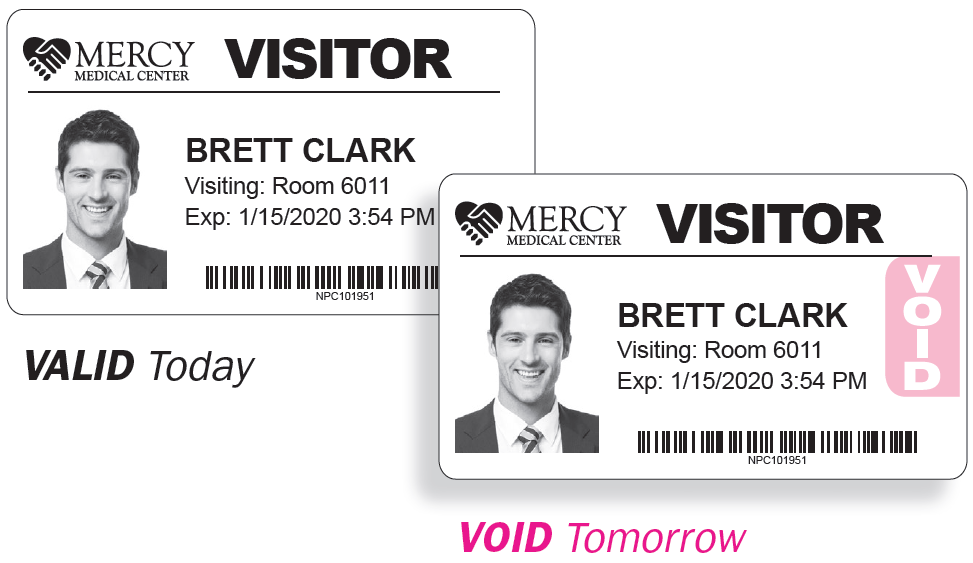 MERCY
MEDICAL CENTER
VISITOR
BRETT CLARK
Visiting: Room 6011
Exp: 1/15/2020 3:54 PM
NPC101951
VALID Today
MERCY
MEDICAL CENTER
VISITOR
VOID
BRETT CLARK
Visiting: Room 6011
Exp: 1/15/2020 3:54 PM
NPC101951
VOID Tomorrow